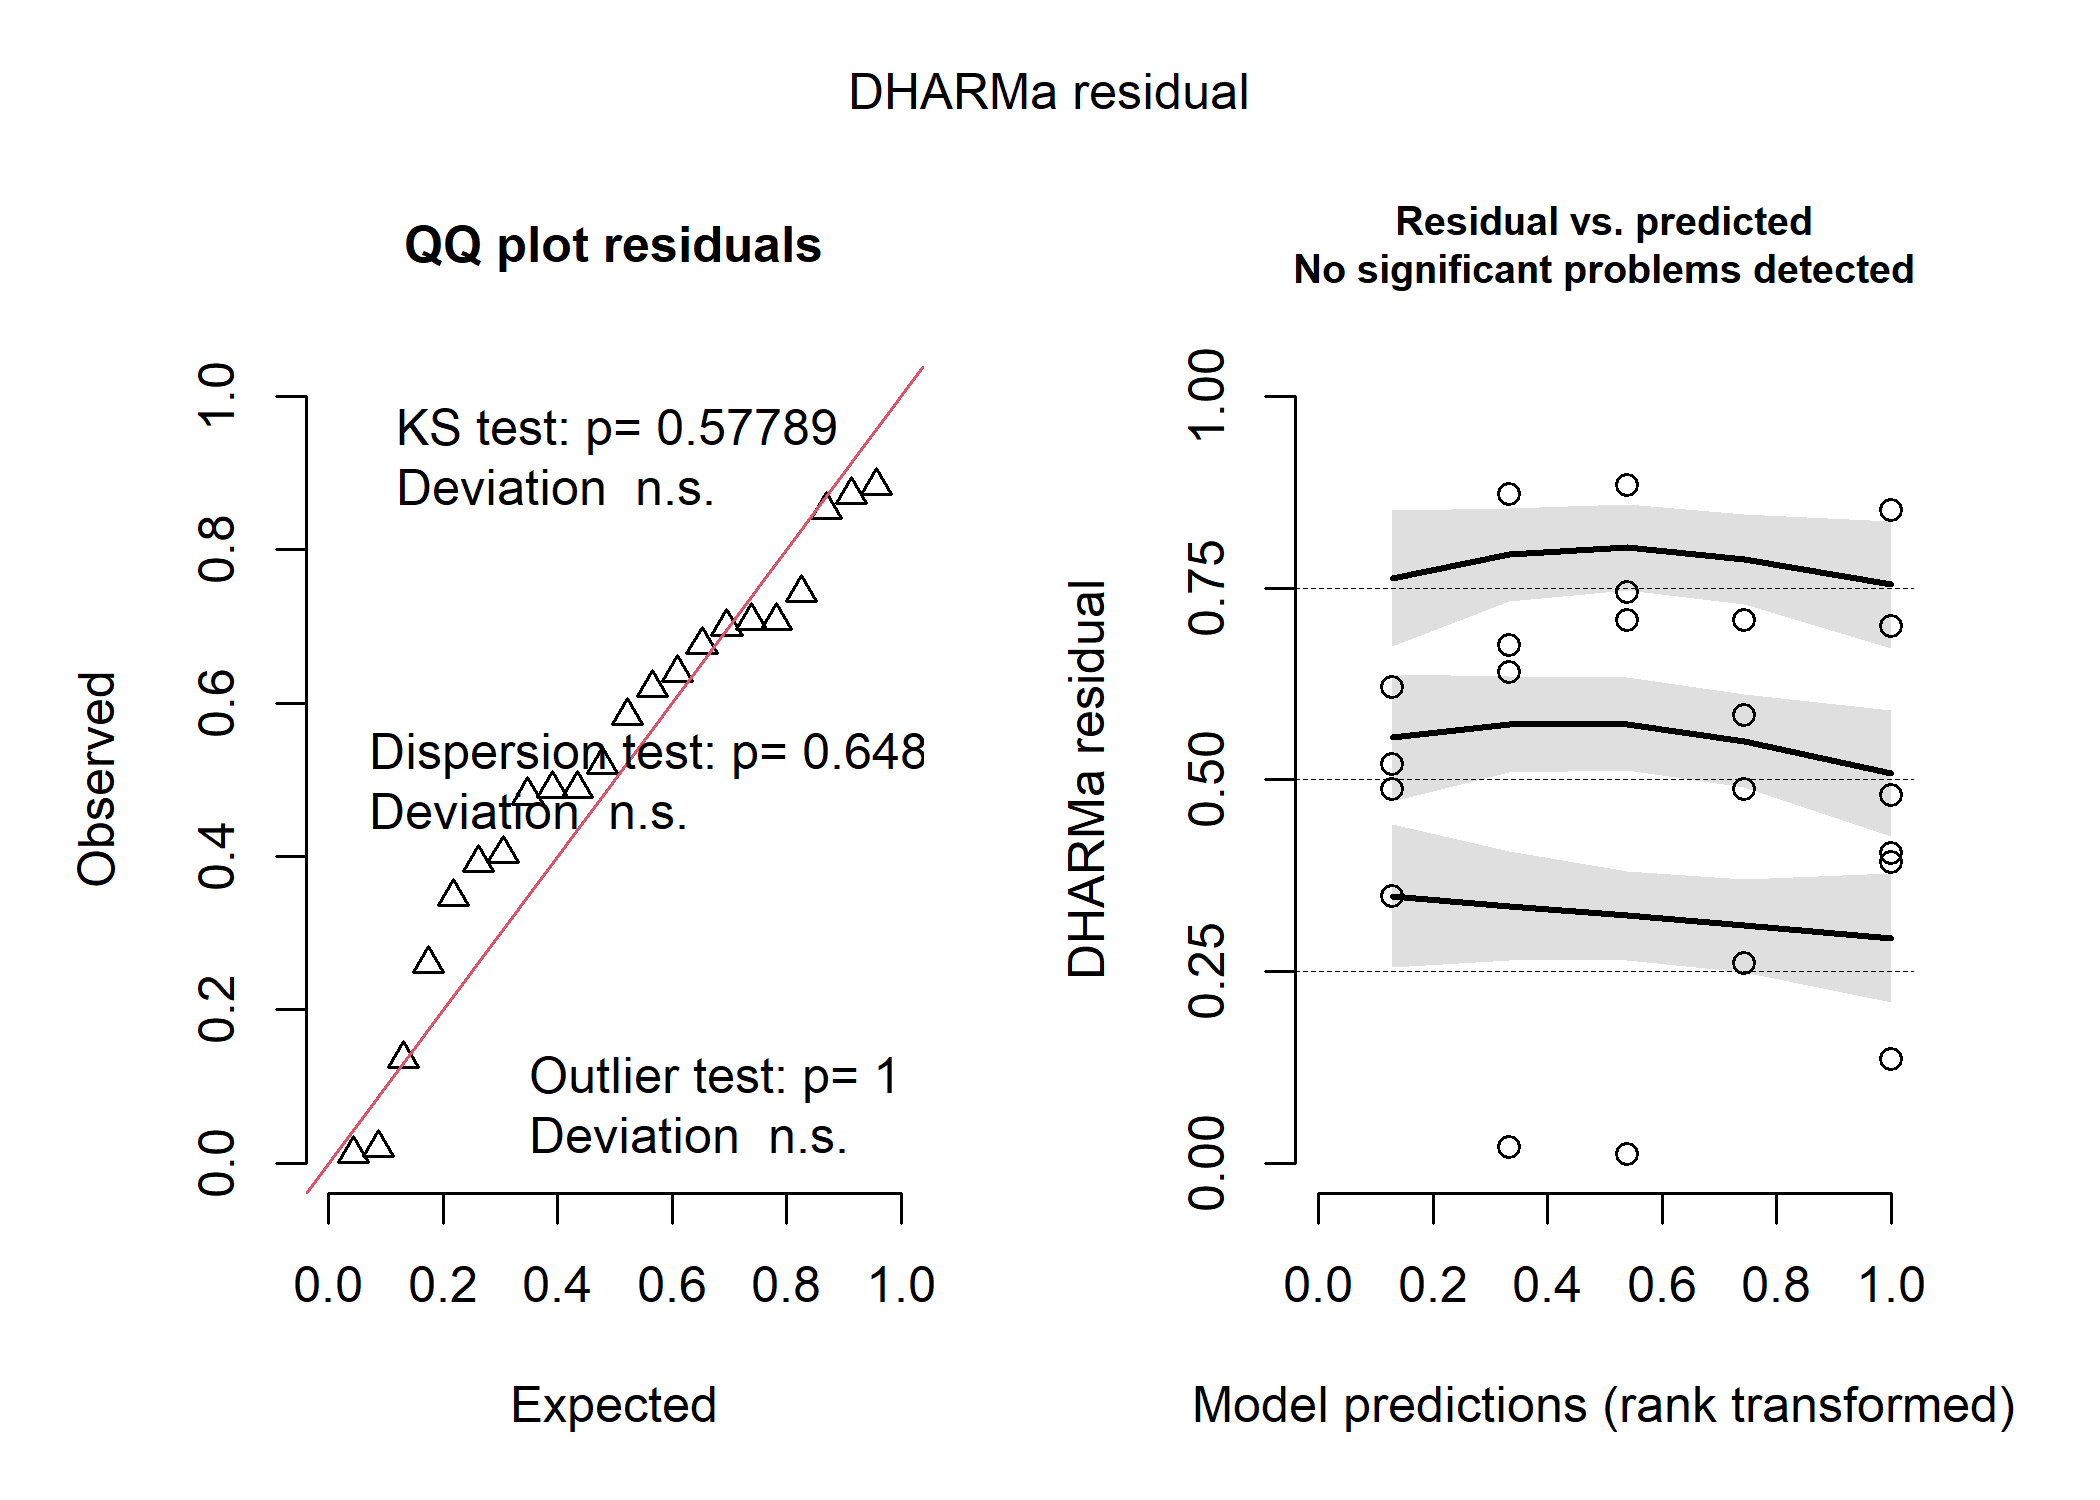 DHARMa residual
QQ plot residuals
KS test: p= 0.57789
Deviation  n.s.
Dispersion test: p= 0.648
Deviation  n.s.
Outlier test: p= 1
Deviation  n.s.
Observed
0.0 0.2 0.4 0.6 0.8 1.0
0.0 0.2 0.4 0.6 0.8 1.0
Expected
Residual vs. predicted
No significant problems detected
DHARMa residual
0.00 0.25 0.50 0.75 1.00
0.0 0.2 0.4 0.6 0.8 1.0
Model predictions (rank transformed)